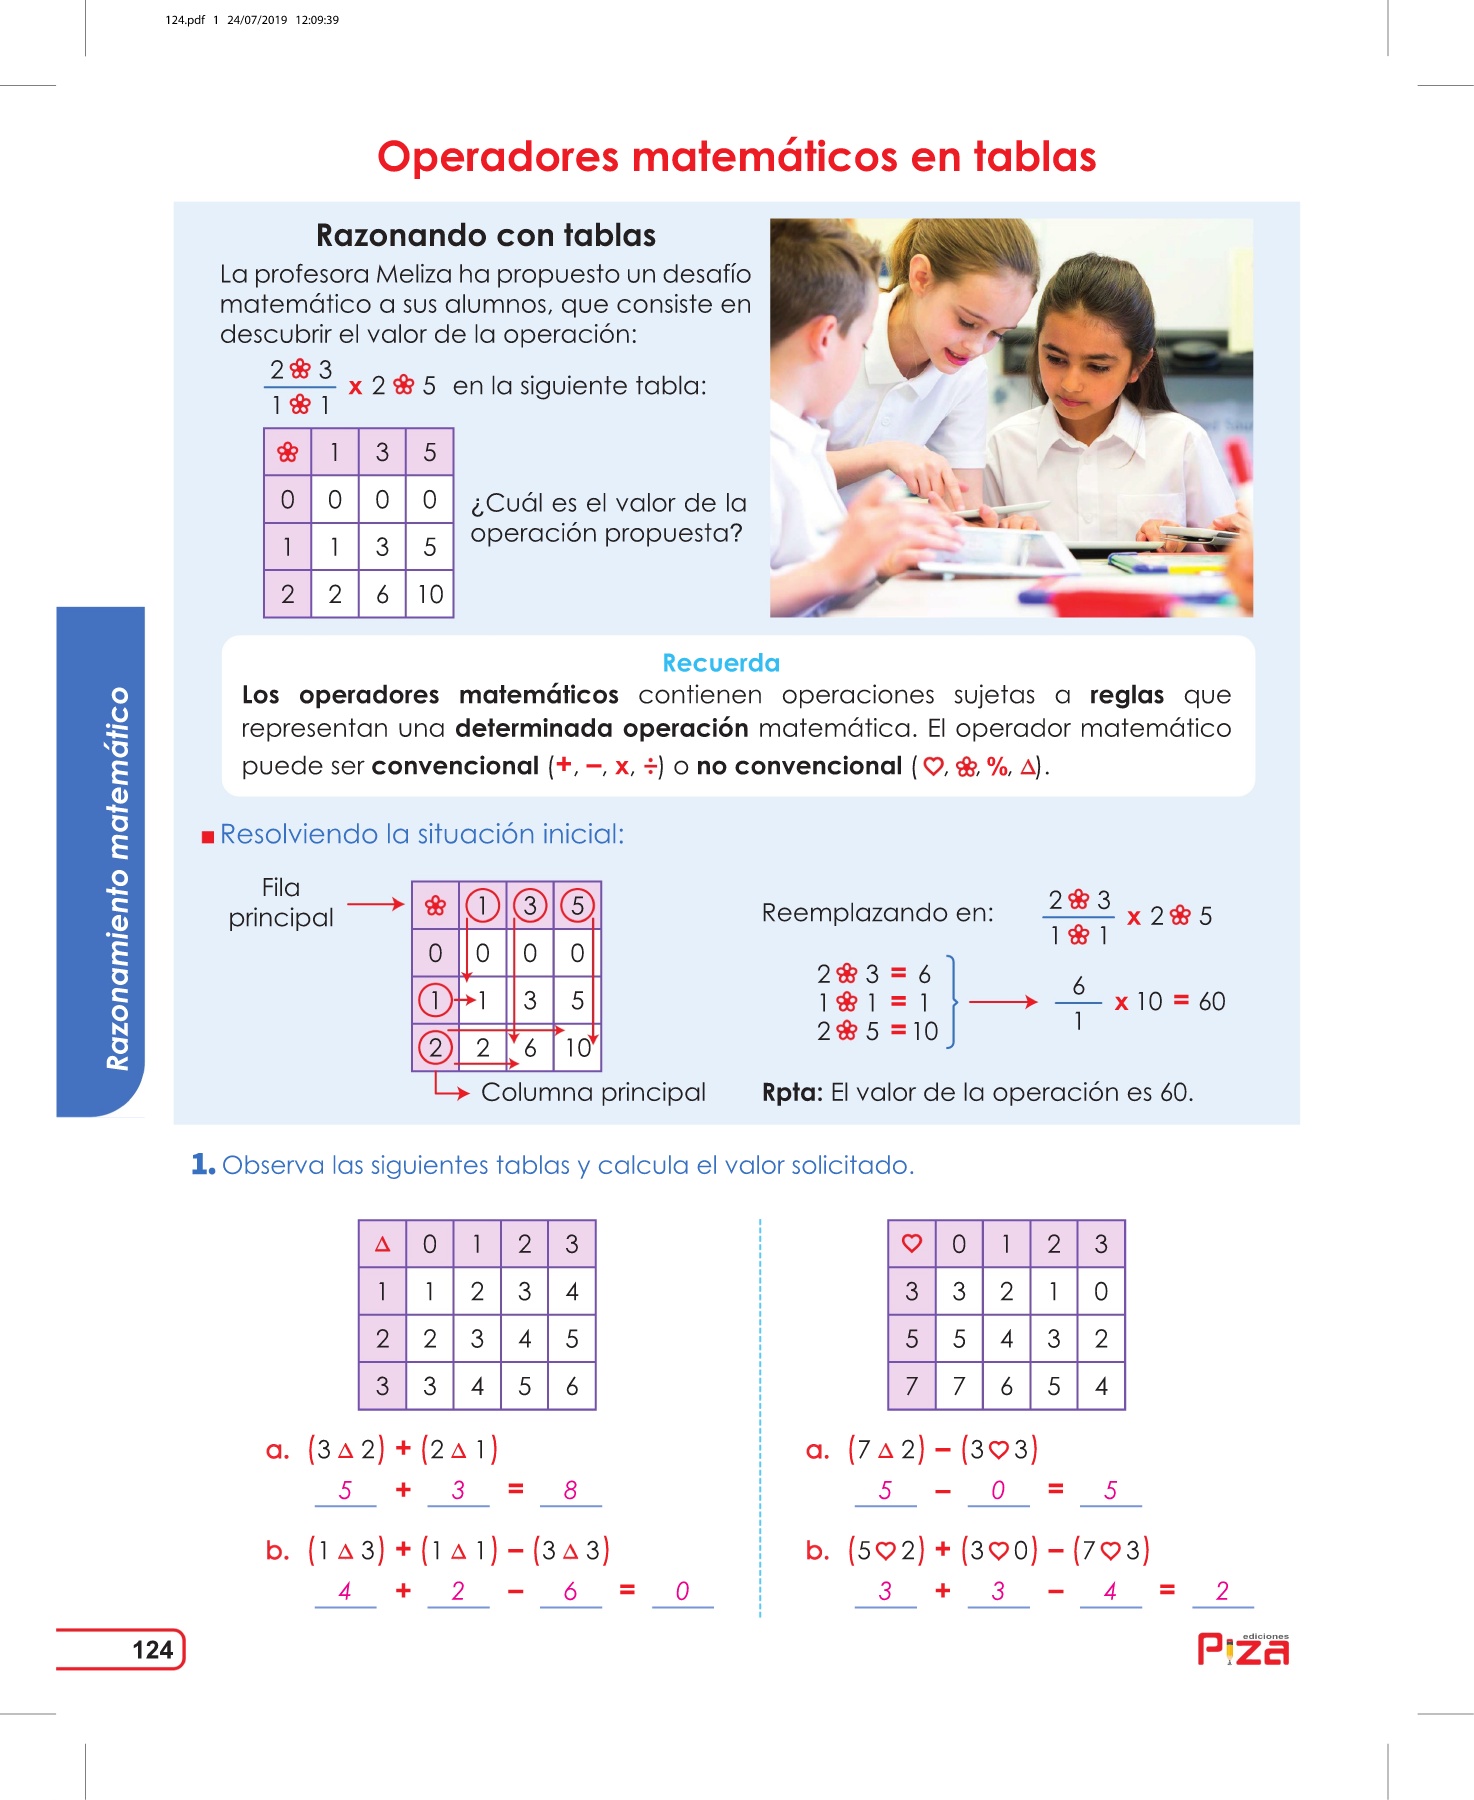 124.pdf 1 24/07/2019 12:09:39
Operadores matemáticos en tablas
Razonando con tablas
La profesora Meliza ha propuesto un desafío
matemático a sus alumnos, que consiste en
descubrir el valor de la operación:
2 ❀ 3
1 ❀ 1
x 2 ❀ 5 en la siguiente tabla:
❀ 1 3 5
0 0 0 0
1 1 3 5
2 2 6 10
¿Cuál es el valor de la
operación propuesta?
Recuerda
Los operadores matemáticos contienen operaciones sujetas a reglas que
representan una determinada operación matemática. El operador matemático
puede ser convencional (+, −, x, ÷) o no convencional ( ♡, ❀, %, Δ).
Resolviendo la situación inicial:
Fila
principal
❀ 1 3 5
0 0 0 0
1 1 3 5
2 2 6 10
Columna principal
Reemplazando en:
2 ❀ 3
1 ❀ 1
x 2 ❀ 5
2 ❀ 3 = 6
1 ❀ 1 = 1
2 ❀ 5 = 10
6
1
x 10 = 60
Rpta: El valor de la operación es 60.
Razonamiento matemático
1. Observa las siguientes tablas y calcula el valor solicitado.
Δ 0 1 2 3
1 1 2 3 4
2 2 3 4 5
3 3 4 5 6
a. (3 Δ 2) + (2 Δ 1)
5 + 3 = 8
b. (1 Δ 3) + (1 Δ 1) − (3 Δ 3)
4 + 2 − 6 = 0
♡ 0 1 2 3
3 3 2 1 0
5 5 4 3 2
7 7 6 5 4
a. (7 Δ 2) − (3 ♡ 3)
5 − 0 = 5
b. (5 ♡ 2) + (3 ♡ 0) − (7 ♡ 3)
3 + 3 − 4 = 2
124
ediciones
Piza